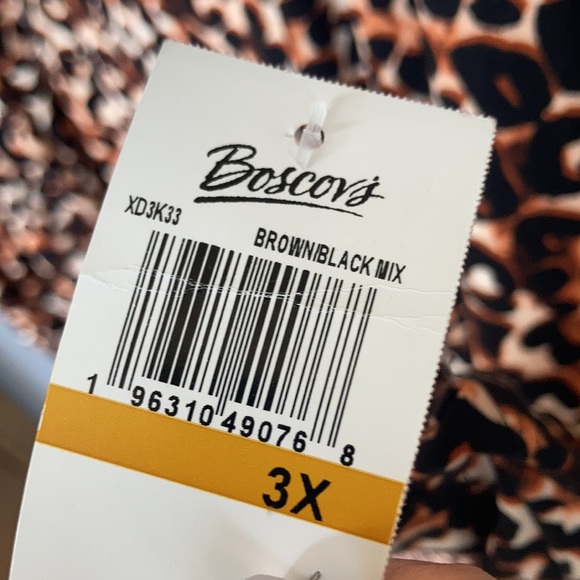 Boscov's
XD3K33
BROWN/BLACK MIX
1 96310 49076 8
3X